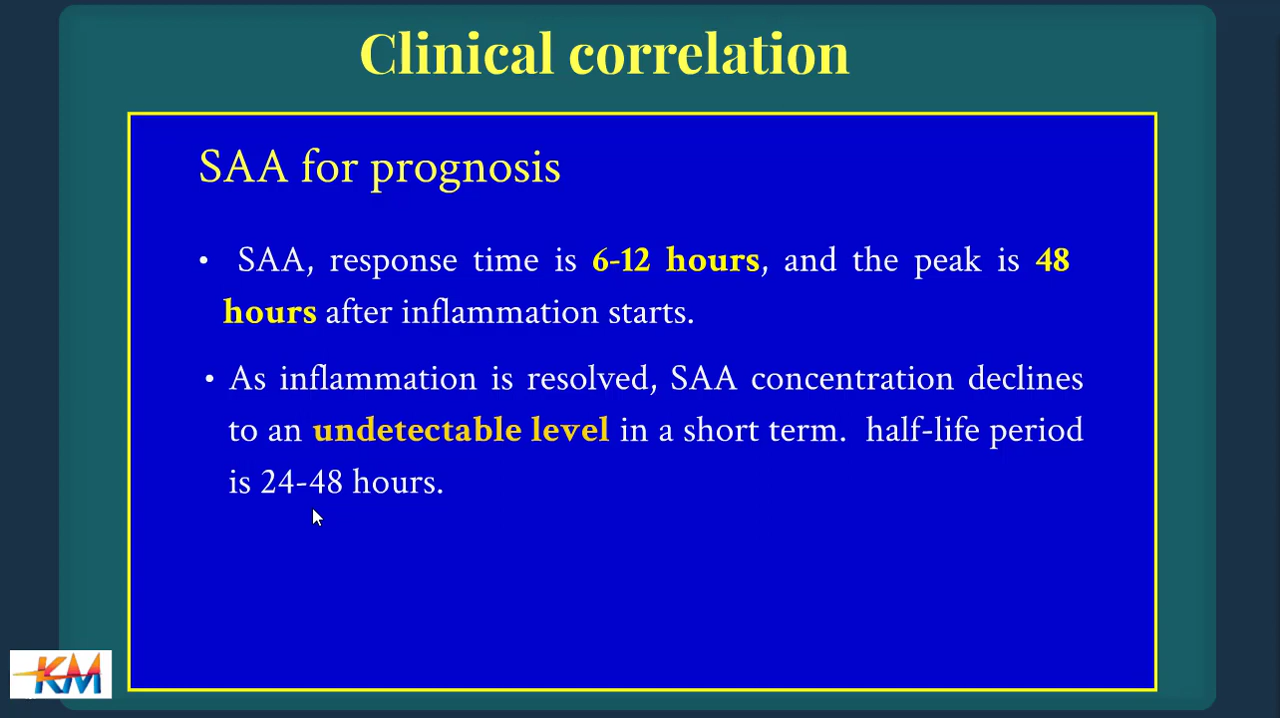 Clinical correlation
SAA for prognosis
• SAA, response time is 6-12 hours, and the peak is 48
hours after inflammation starts.
• As inflammation is resolved, SAA concentration declines
to an undetectable level in a short term. half-life period
is 24-48 hours.
KM